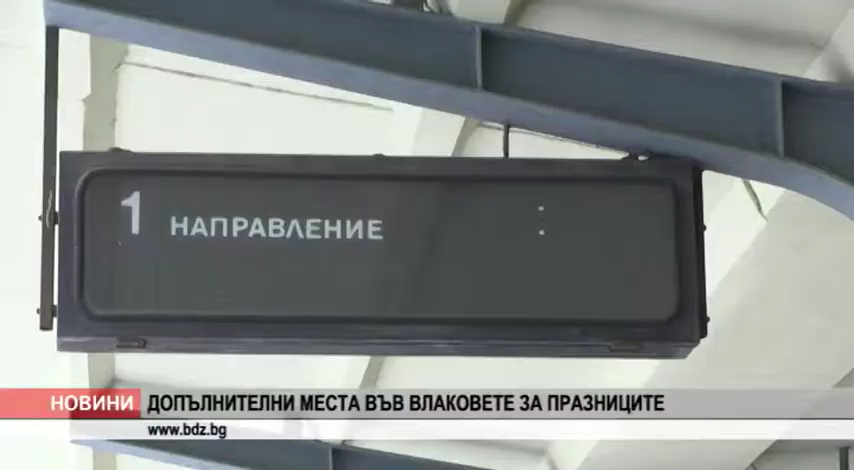 1 НАПРАВЛЕНИЕ :
НОВИНИ ДОПЪЛНИТЕЛНИ МЕСТА ВЪВ ВЛАКОВЕТЕ ЗА ПРАЗНИЦИТЕ
www.bdz.bg